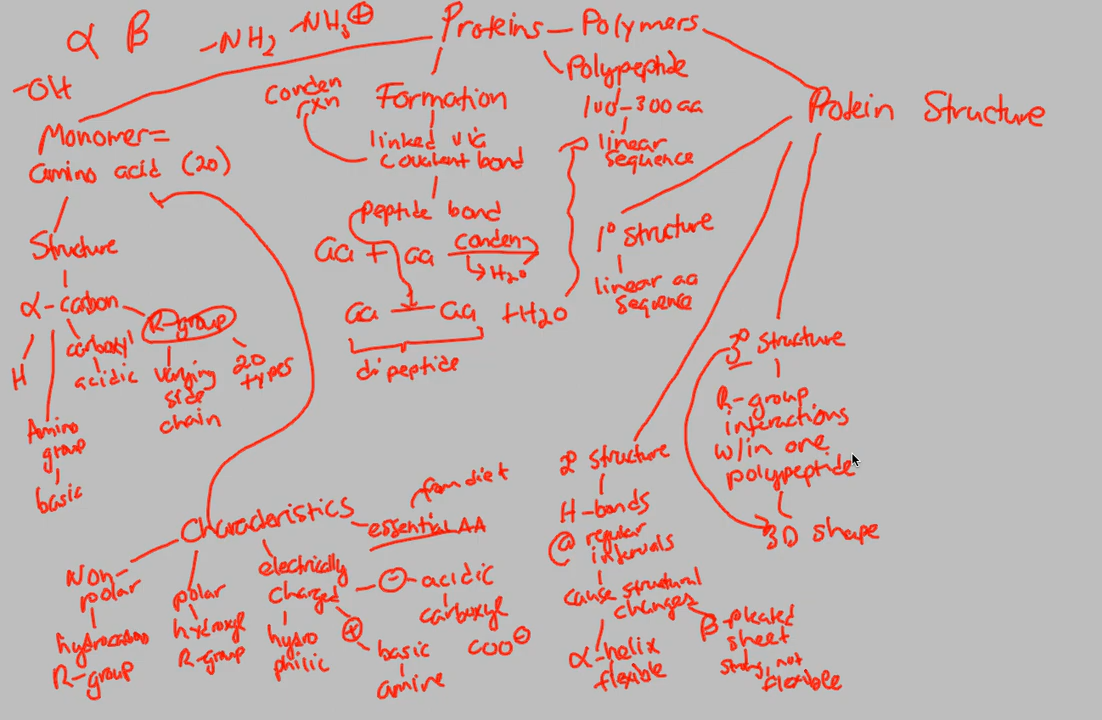 α β
-NH2
-NH3⊕
-OH
Proteins — Polymers
Polypeptide
100-300 aa
linear
sequence
Protein Structure
Monomer=
amino acid (20)
Structure
α-carbon
H
Amino
group
basic
carboxyl
acidic
R-group
varying
side
chain
20
types
Conden
rxn
Formation
linked via
covalent bond
peptide bond
aa + aa Conden
→ H2O
aa — aa + H2O
dipeptide
Characteristics
essential AA
from diet
Non-
polar
hydrocarbon
R-group
polar
hydroxyl
R-group
electrically
charged
hydro
philic
⊖-acidic
carboxyl
COO⊖
⊕
basic
amine
1° structure
linear aa
sequence
2° structure
H-bonds
@ regular
intervals
cause structural
changes
α-helix
flexible
β-pleated
sheet
strong, not
flexible
3° structure
R-group
interactions
w/in one
polypeptide
3D shape